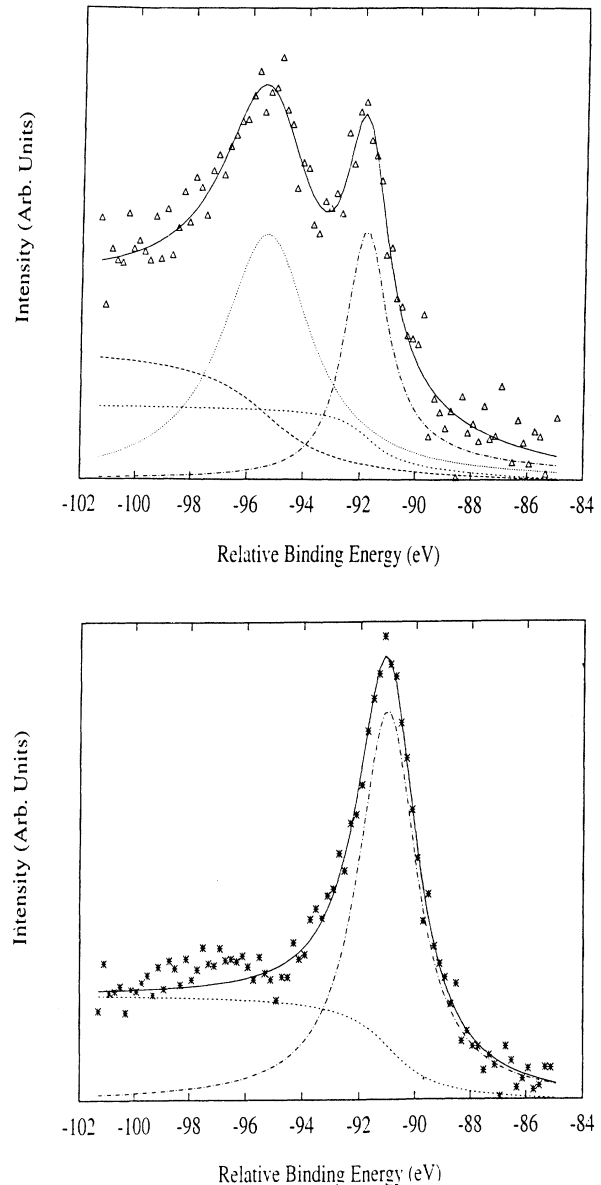 Intensity (Arb. Units)
-102 -100 -98 -96 -94 -92 -90 -88 -86 -84
Relative Binding Energy (eV)
Intensity (Arb. Units)
-102 -100 -98 -96 -94 -92 -90 -88 -86 -84
Relative Binding Energy (eV)